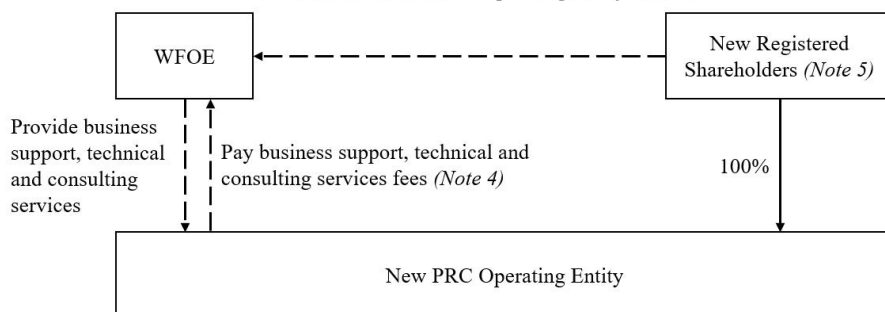 WFOE
New Registered
Shareholders (Note 5)
Provide business
support, technical
and consulting
services
Pay business support, technical and
consulting services fees (Note 4)
100%
New PRC Operating Entity